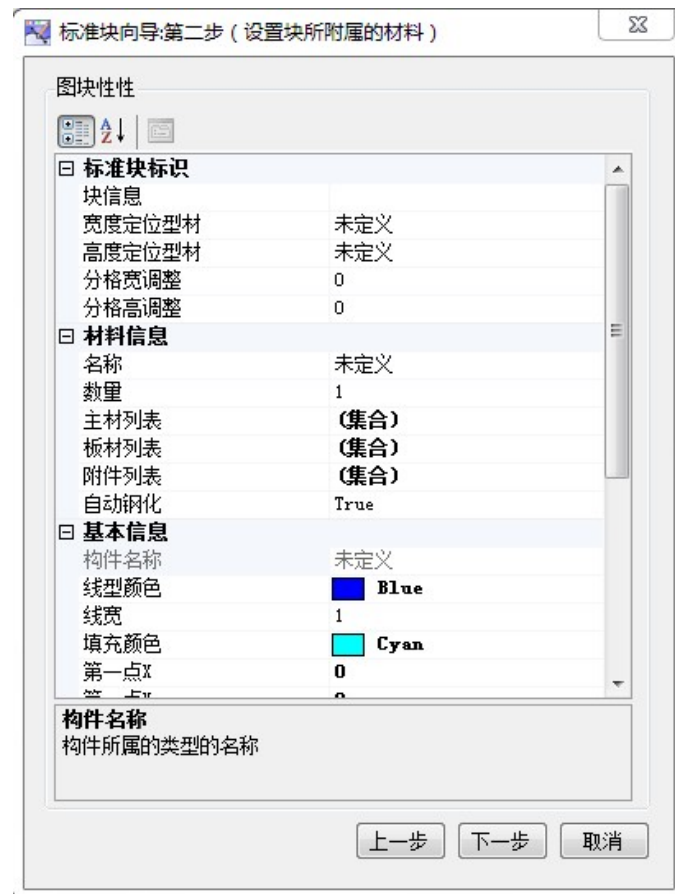 标准块向导:第二步(设置块所附属的材料)
图块性性
标准块标识
块信息
宽度定位型材 未定义
高度定位型材 未定义
分格宽调整 0
分格高调整 0
材料信息
名称 未定义
数量 1
主材列表 (集合)
板材列表 (集合)
附件列表 (集合)
自动钢化 True
基本信息
构件名称 未定义
线型颜色 Blue
线宽 1
填充颜色 Cyan
第一点X 0
构件名称
构件所属的类型的名称
上一步 下一步 取消